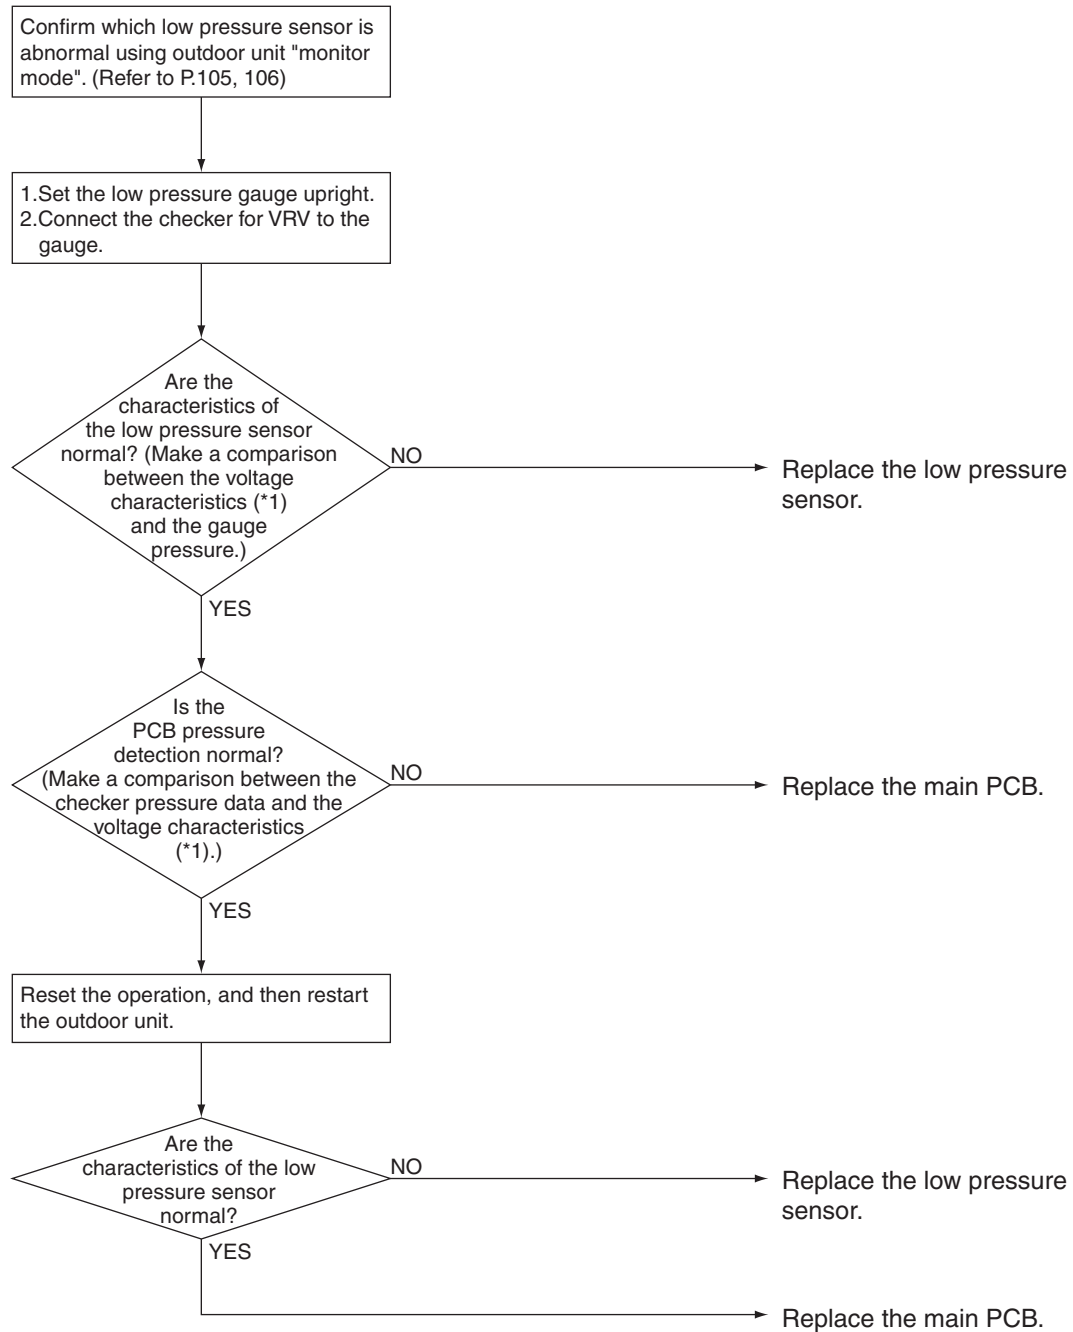 Confirm which low pressure sensor is
abnormal using outdoor unit "monitor
mode". (Refer to P.105, 106)
1.Set the low pressure gauge upright.
2.Connect the checker for VRV to the
gauge.
Are the
characteristics of
the low pressure sensor
normal? (Make a comparison
between the voltage
characteristics (*1)
and the gauge
pressure.)
NO
Replace the low pressure
sensor.
YES
Is the
PCB pressure
detection normal?
(Make a comparison between the
checker pressure data and the
voltage characteristics
(*1).)
NO
Replace the main PCB.
YES
Reset the operation, and then restart
the outdoor unit.
Are the
characteristics of the low
pressure sensor
normal?
NO
Replace the low pressure
sensor.
YES
Replace the main PCB.